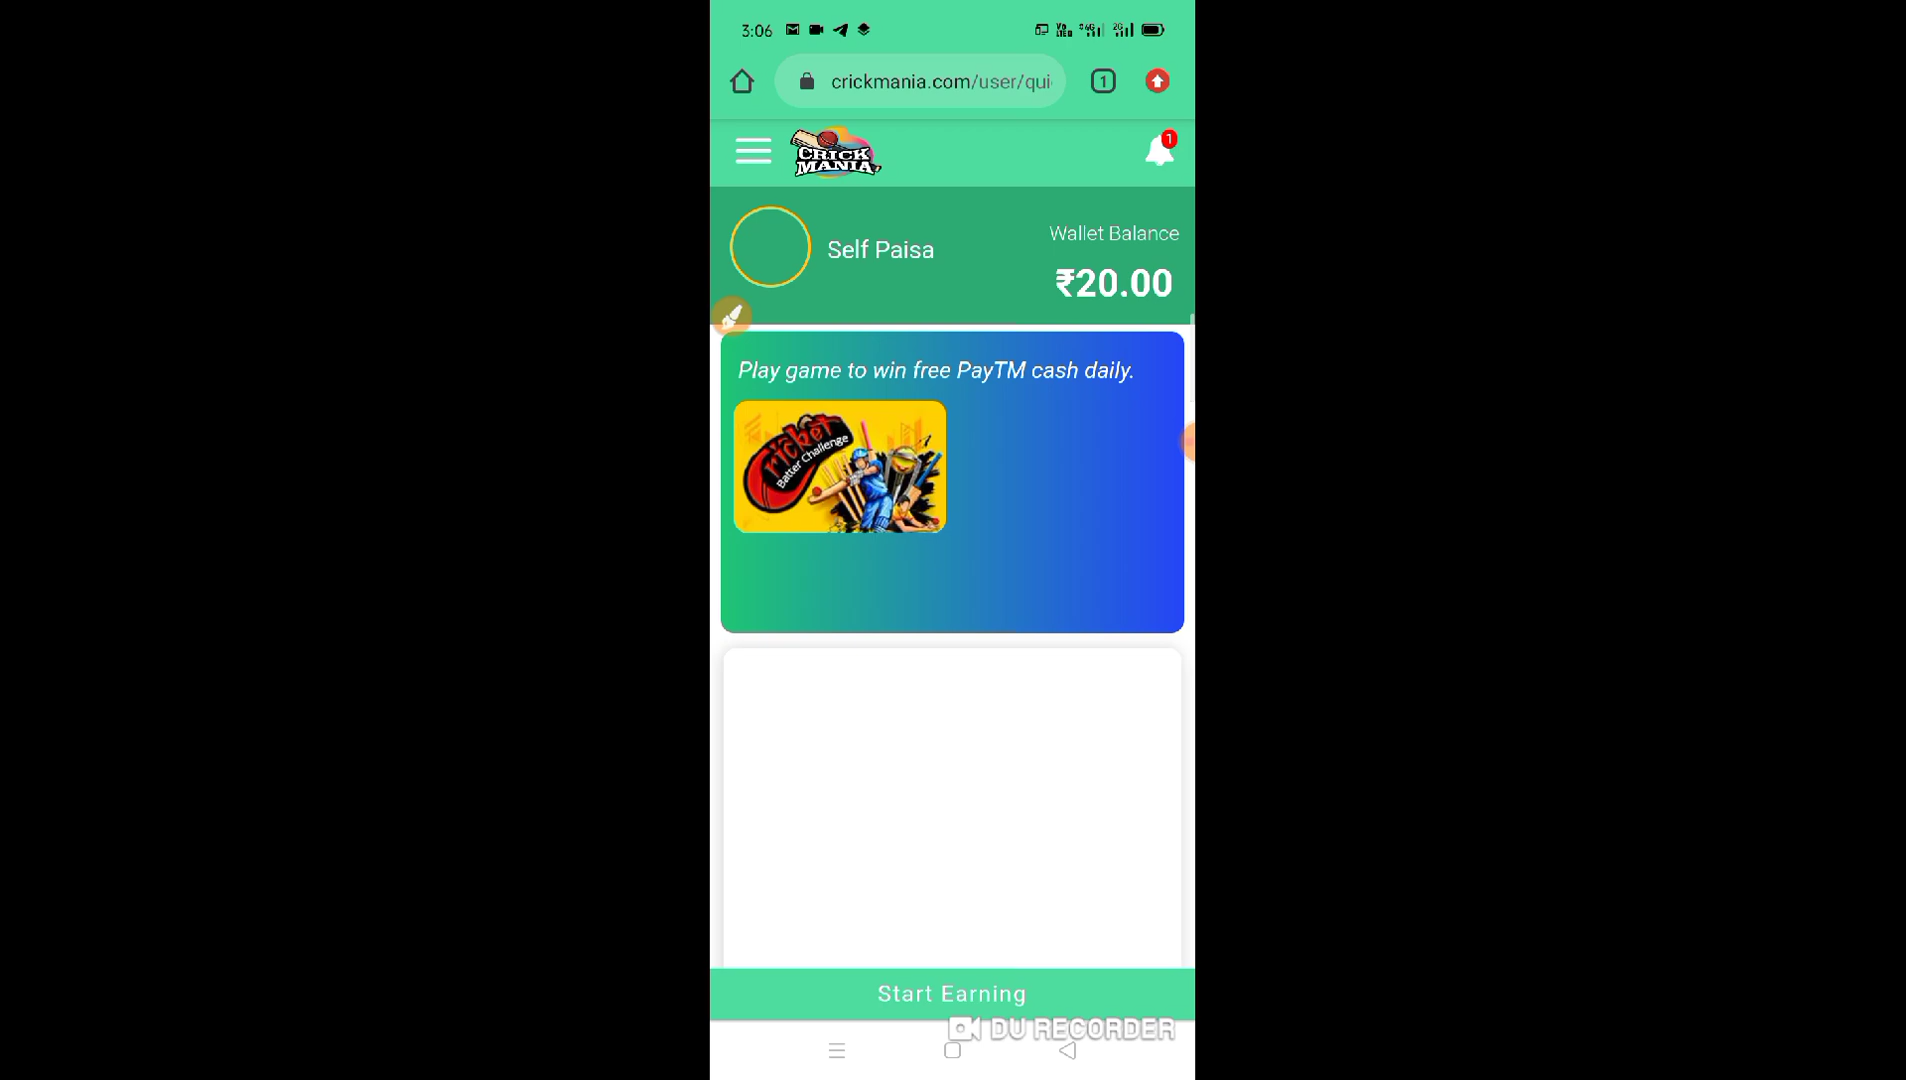 3:06
crickmania.com/user/qui
1
CRICK
MANIA
1
Self Paisa
Wallet Balance
₹20.00
Play game to win free PayTM cash daily.
Cricket
Batter Challenge
Start Earning
DU RECORDER